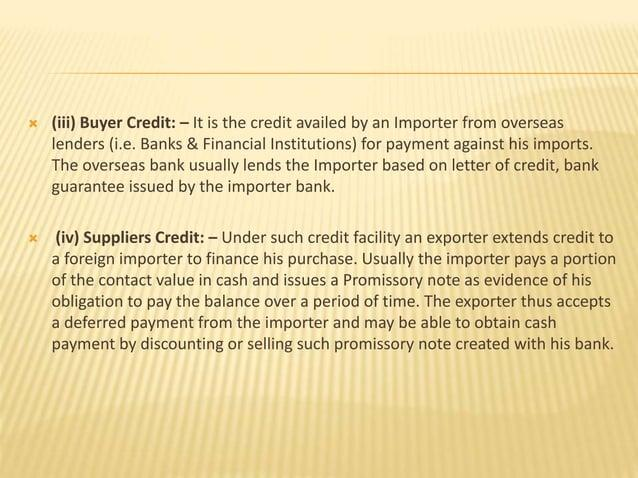 (iii) Buyer Credit: – It is the credit availed by an Importer from overseas
lenders (i.e. Banks & Financial Institutions) for payment against his imports.
The overseas bank usually lends the Importer based on letter of credit, bank
guarantee issued by the importer bank.
(iv) Suppliers Credit: – Under such credit facility an exporter extends credit to
a foreign importer to finance his purchase. Usually the importer pays a portion
of the contact value in cash and issues a Promissory note as evidence of his
obligation to pay the balance over a period of time. The exporter thus accepts
a deferred payment from the importer and may be able to obtain cash
payment by discounting or selling such promissory note created with his bank.